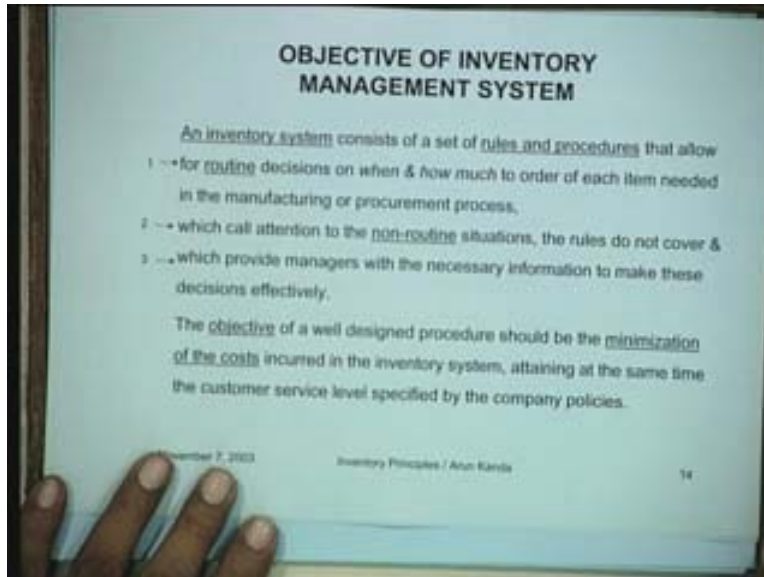 OBJECTIVE OF INVENTORY
MANAGEMENT SYSTEM
An inventory system consists of a set of rules and procedures that allow
1 → for routine decisions on when & how much to order of each item needed
in the manufacturing or procurement process,
2 → which call attention to the non-routine situations, the rules do not cover &
3 → which provide managers with the necessary information to make these
decisions effectively.
The objective of a well designed procedure should be the minimization
of the costs incurred in the inventory system, attaining at the same time
the customer service level specified by the company policies.
November 7, 2003 Inventory Principles / Arun Kanda 14